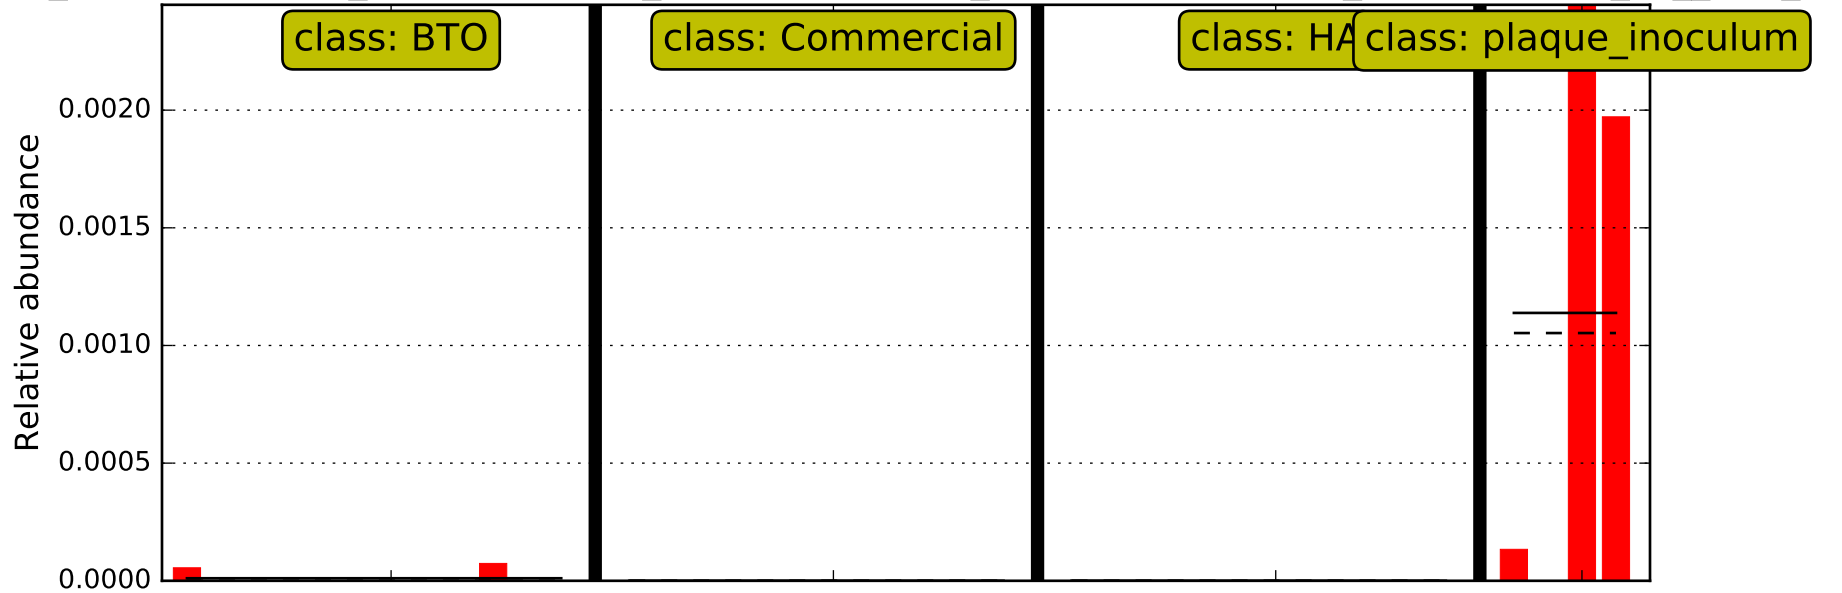 class: BTO
class: Commercial
class: HA
class: plaque_inoculum
Relative abundance
0.0020
0.0015
0.0010
0.0005
0.0000